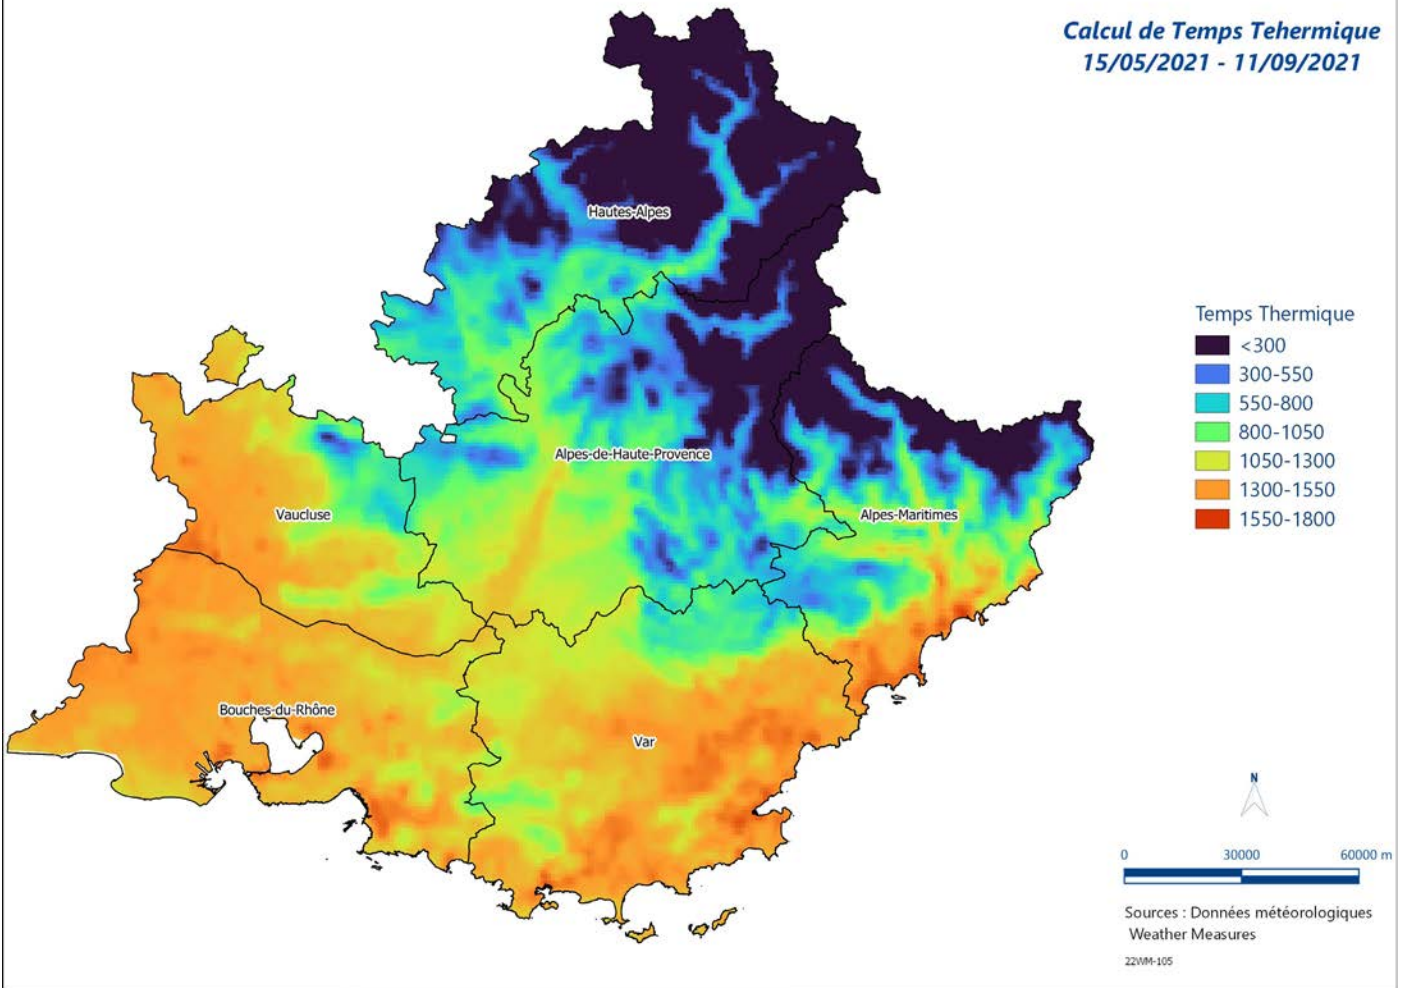 Calcul de Temps Tehermique
15/05/2021 - 11/09/2021
Hautes-Alpes
Temps Thermique
<300
300-550
550-800
800-1050
1050-1300
1300-1550
1550-1800
Alpes-de-Haute-Provence
Vaucluse
Alpes-Maritimes
Bouches-du-Rhône
Var
N
0 30000 60000 m
Sources : Données météorologiques
Weather Measures
22WM-105